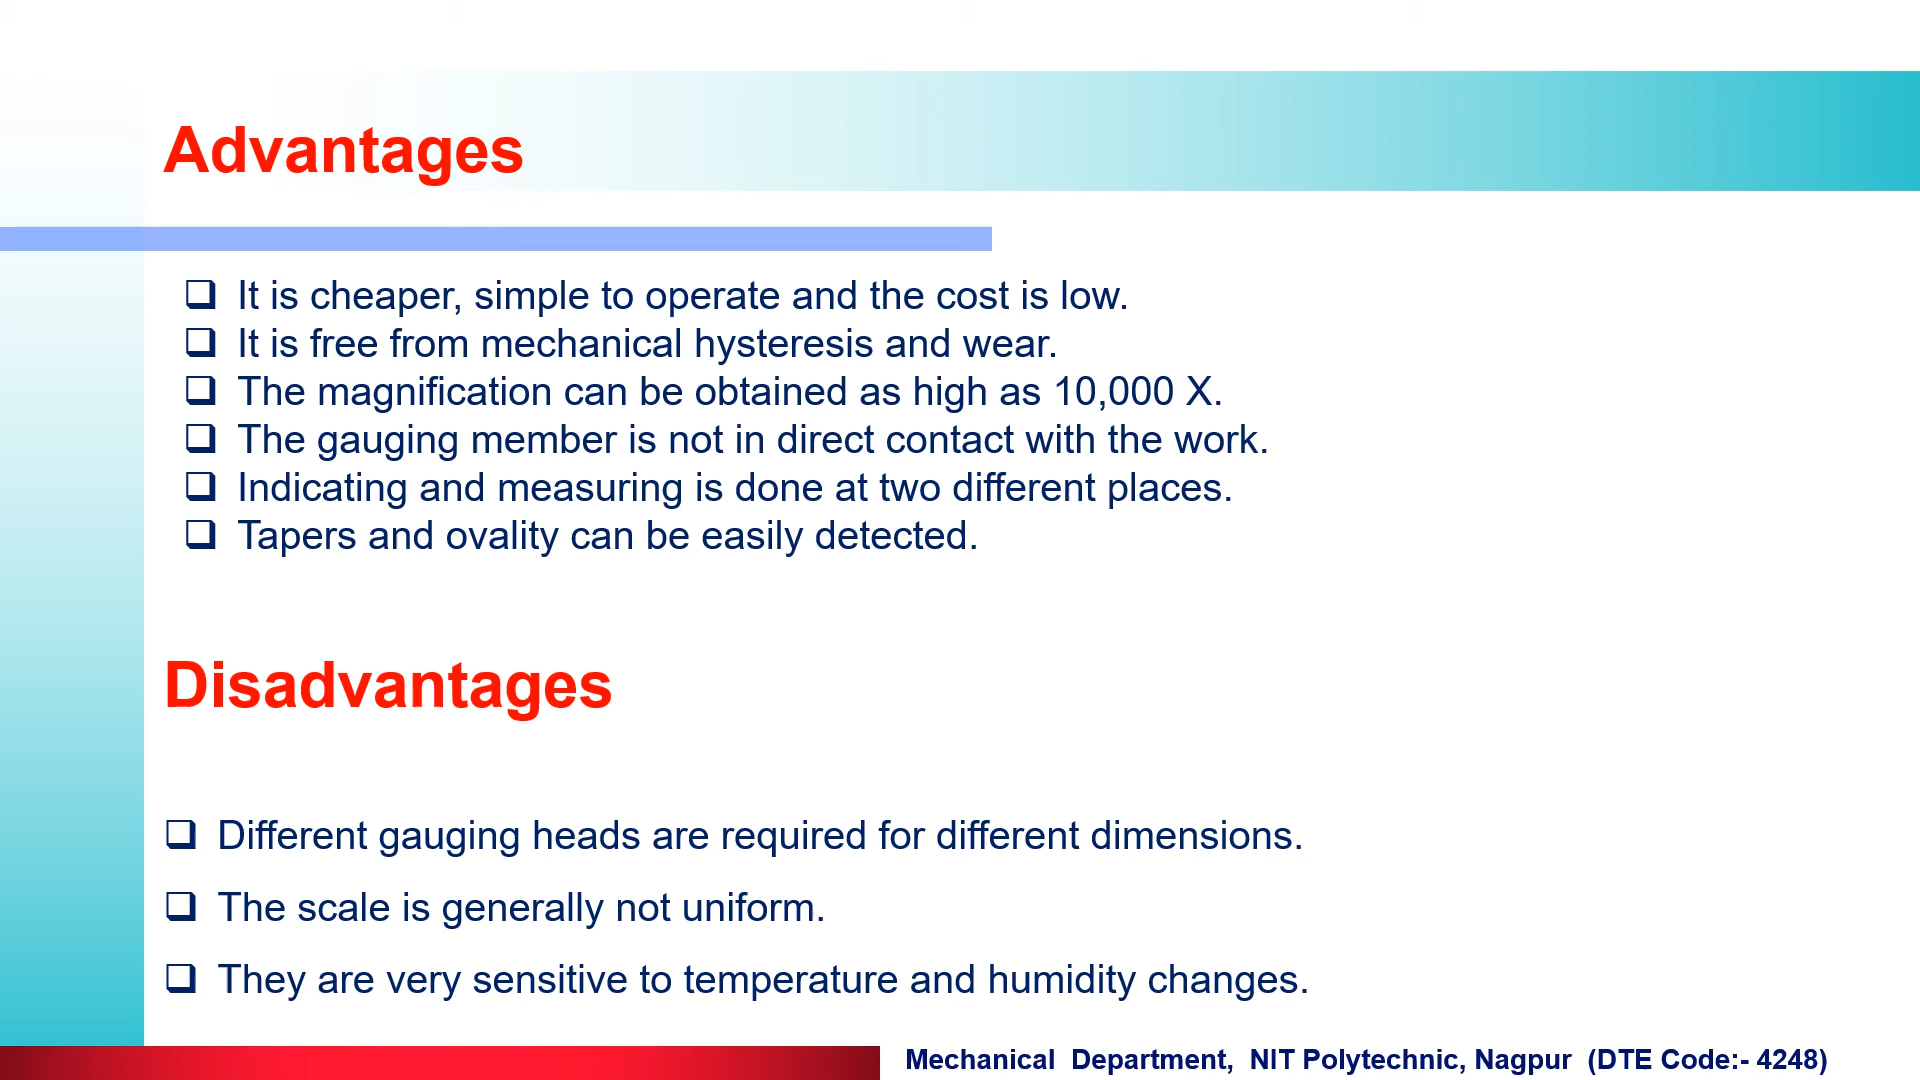 Advantages
It is cheaper, simple to operate and the cost is low.
It is free from mechanical hysteresis and wear.
The magnification can be obtained as high as 10,000 X.
The gauging member is not in direct contact with the work.
Indicating and measuring is done at two different places.
Tapers and ovality can be easily detected.
Disadvantages
Different gauging heads are required for different dimensions.
The scale is generally not uniform.
They are very sensitive to temperature and humidity changes.
Mechanical Department, NIT Polytechnic, Nagpur (DTE Code:- 4248)